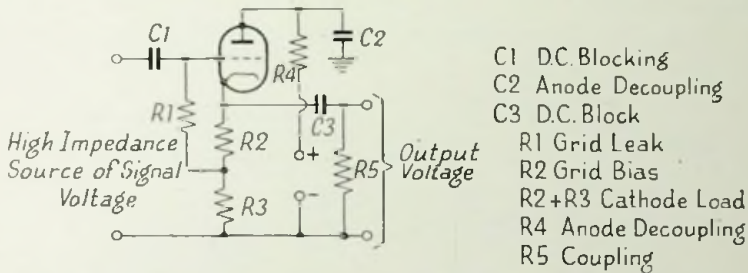 C1
C2
R4
R1
C3
+
R2
High Impedance
Source of Signal
Voltage
R5
Output
Voltage
-
R3
C1 D.C. Blocking
C2 Anode Decoupling
C3 D.C. Block
R1 Grid Leak
R2 Grid Bias
R2+R3 Cathode Load
R4 Anode Decoupling
R5 Coupling